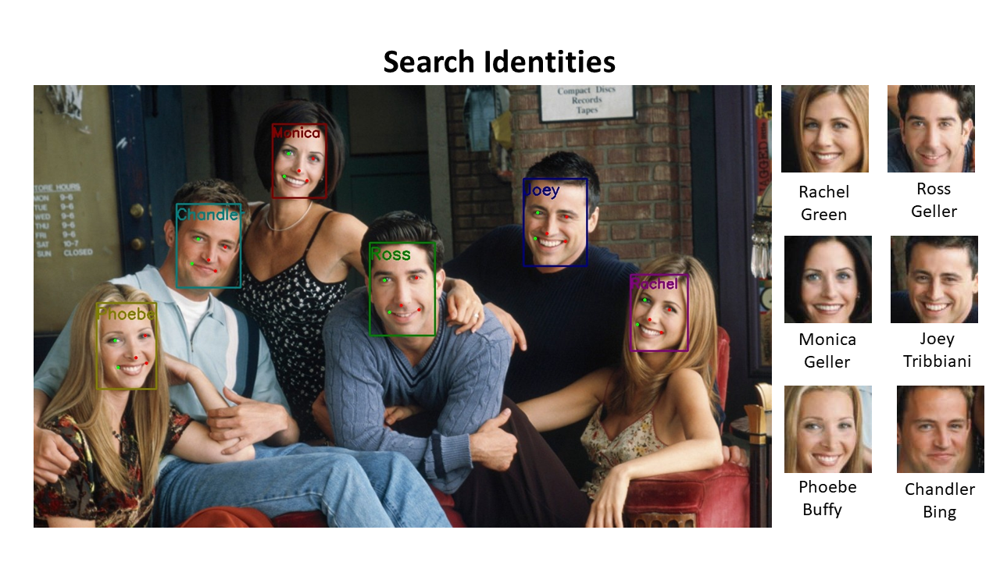 Search Identities
Compact Discs
Records
Tapes
Monica
Joey
Chandler
Ross
Rachel
Phoebe
TORE HOURS
MON 9-6
TUE 9-6
WED 9-6
THU 9-6
FRI 9-6
SAT 10-7
SUN CLOSED
Rachel
Green
Ross
Geller
Monica
Geller
Joey
Tribbiani
Phoebe
Buffy
Chandler
Bing